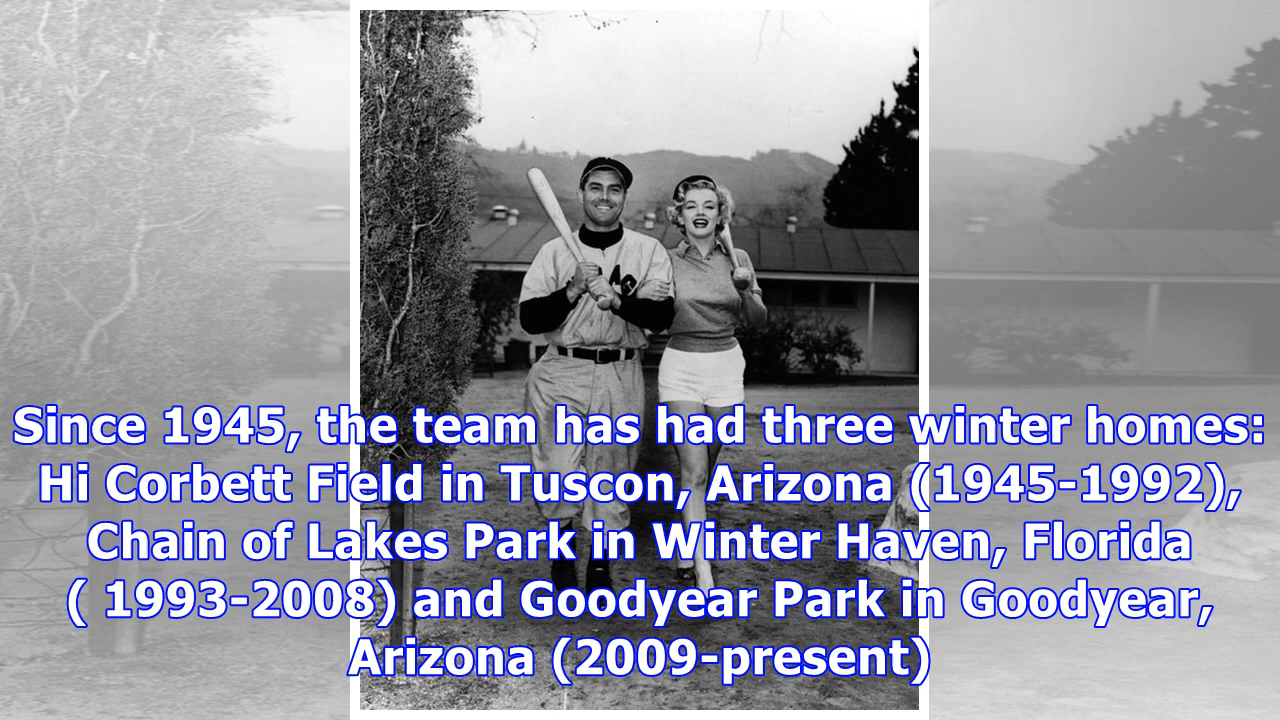 Since 1945, the team has had three winter homes:
Hi Corbett Field in Tuscon, Arizona (1945-1992),
Chain of Lakes Park in Winter Haven, Florida
( 1993-2008) and Goodyear Park in Goodyear,
Arizona (2009-present)